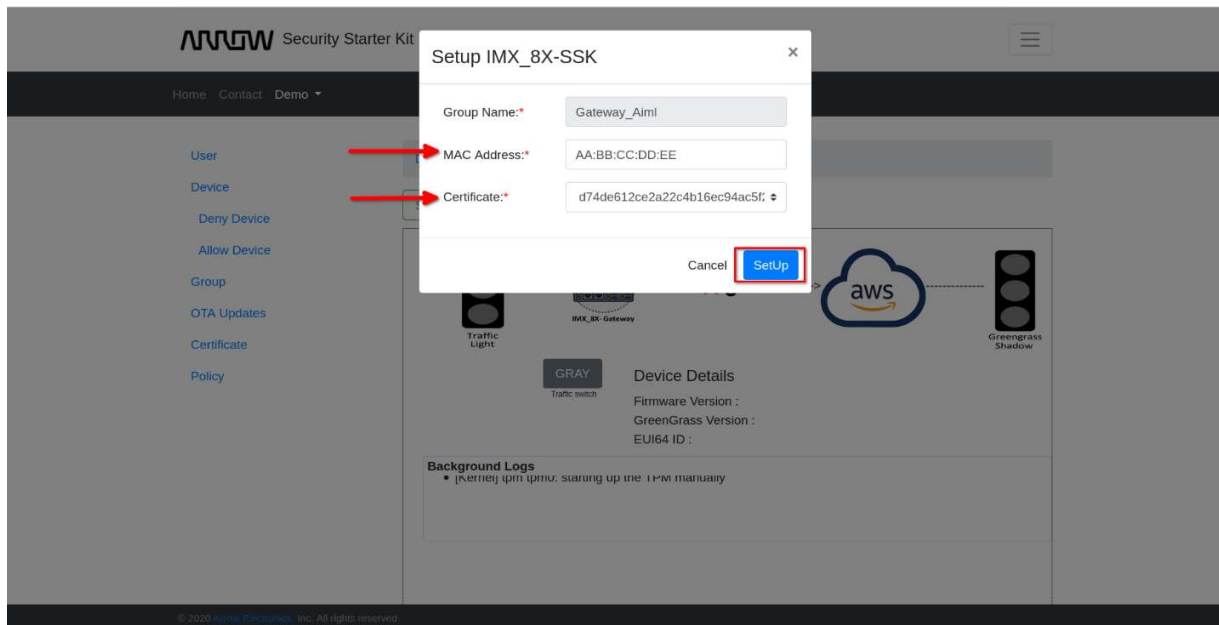 ARROW Security Starter Kit
Setup IMX_8X-SSK ×
Home Contact Demo
Group Name:* Gateway_Aiml
MAC Address:* AA:BB:CC:DD:EE
Certificate:* d74de612ce2a22c4b16ec94ac5f
Cancel SetUp
User
Device
Deny Device
Allow Device
Group
OTA Updates
Certificate
Policy
aws
IMX_8X- Gateway
Traffic
Light
Greengrass
Shadow
GRAY
Traffic switch
Device Details
Firmware Version :
GreenGrass Version :
EUI64 ID :
Background Logs
• [Kernel] tpm tpm0: starting up the TPM manually
© 2020 Arrow Electronics, Inc. All rights reserved